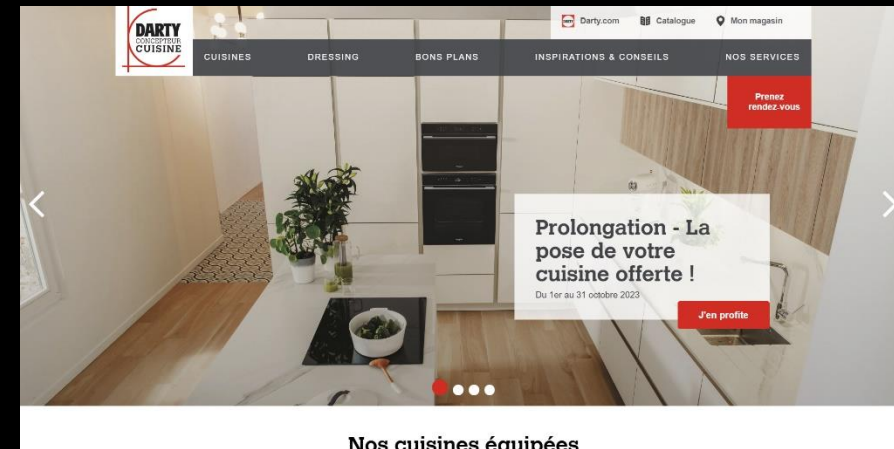 DARTY
CONCEPTEUR
CUISINE
Darty.com
Catalogue
Mon magasin
CUISINES
DRESSING
BONS PLANS
INSPIRATIONS & CONSEILS
NOS SERVICES
Prenez
rendez-vous
Prolongation - La
pose de votre
cuisine offerte !
Du 1er au 31 octobre 2023
J'en profite
Nos cuisines équipées